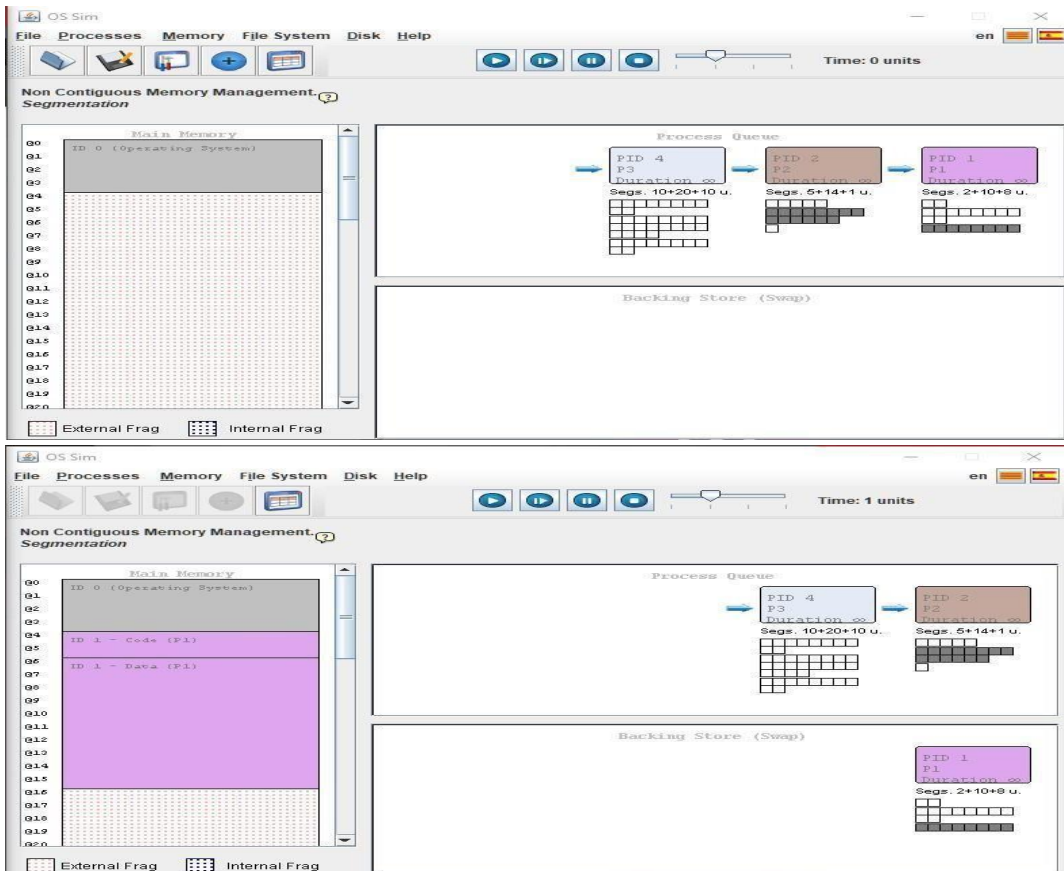 OS Sim
File Processes Memory File System Disk Help
en
Time: 0 units
Non Contiguous Memory Management.
Segmentation
Main Memory
Process Queue
@0
ID 0 (Operating System)
@1
@2
@3
@4
@5
@6
@7
@8
@9
@10
@11
@12
@13
@14
@15
@16
@17
@18
@19
@20
PID 4
P3
Duration ∞
Segs. 10+20+10 u.
PID 2
P2
Duration ∞
Segs. 5+14+1 u.
PID 1
P1
Duration ∞
Segs. 2+10+8 u.
Backing Store (Swap)
External Frag Internal Frag
OS Sim
File Processes Memory File System Disk Help
en
Time: 1 units
Non Contiguous Memory Management.
Segmentation
Main Memory
Process Queue
@0
ID 0 (Operating System)
@1
@2
@3
@4
ID 1 - Code (P1)
@5
@6
ID 1 - Data (P1)
@7
@8
@9
@10
@11
@12
@13
@14
@15
@16
@17
@18
@19
@20
PID 4
P3
Duration ∞
Segs. 10+20+10 u.
PID 2
P2
Duration ∞
Segs. 5+14+1 u.
Backing Store (Swap)
PID 1
P1
Duration ∞
Segs. 2+10+8 u.
External Frag Internal Frag